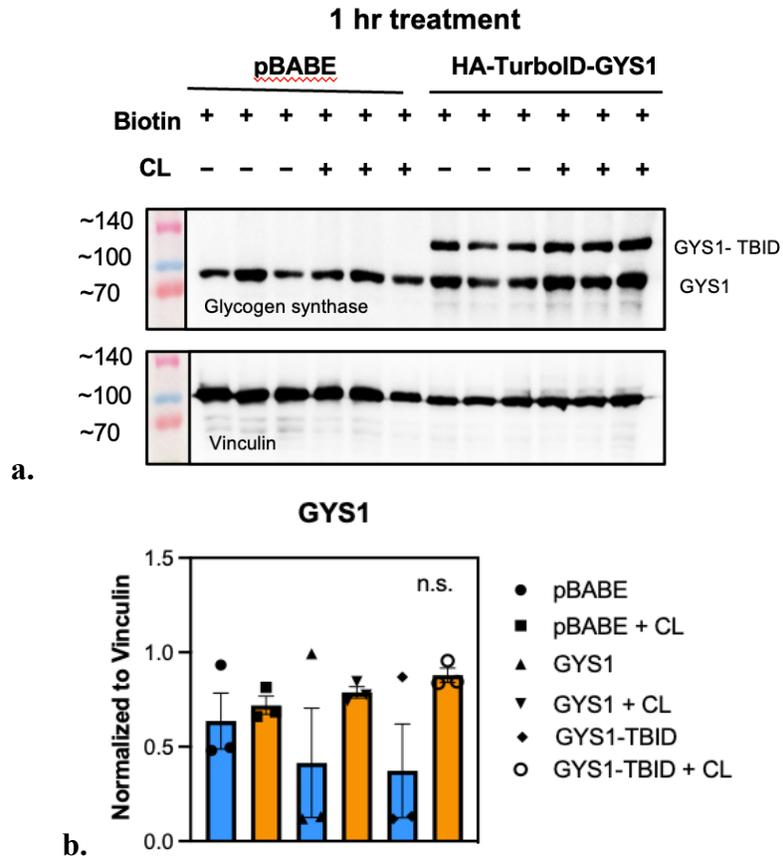 1 hr treatment
pBABE HA-TurboID-GYS1
Biotin + + + + + + + + + + + +
CL − − − + + + − − − + + +
~140
~100
~70
GYS1- TBID
GYS1
Glycogen synthase
~140
~100
~70
Vinculin
a.
GYS1
Normalized to Vinculin
1.5
1.0
0.5
0.0
n.s.
pBABE
pBABE + CL
GYS1
GYS1 + CL
GYS1-TBID
GYS1-TBID + CL
b.